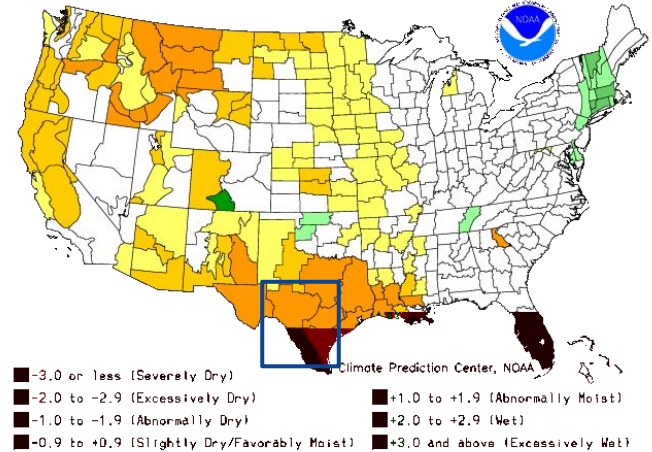 NOAA
Climate Prediction Center, NOAA
-3.0 or less (Severely Dry)
-2.0 to -2.9 (Excessively Dry)
-1.0 to -1.9 (Abnormally Dry)
-0.9 to +0.9 (Slightly Dry/Favorably Moist)
+1.0 to +1.9 (Abnormally Moist)
+2.0 to +2.9 (Wet)
+3.0 and above (Excessively Wet)